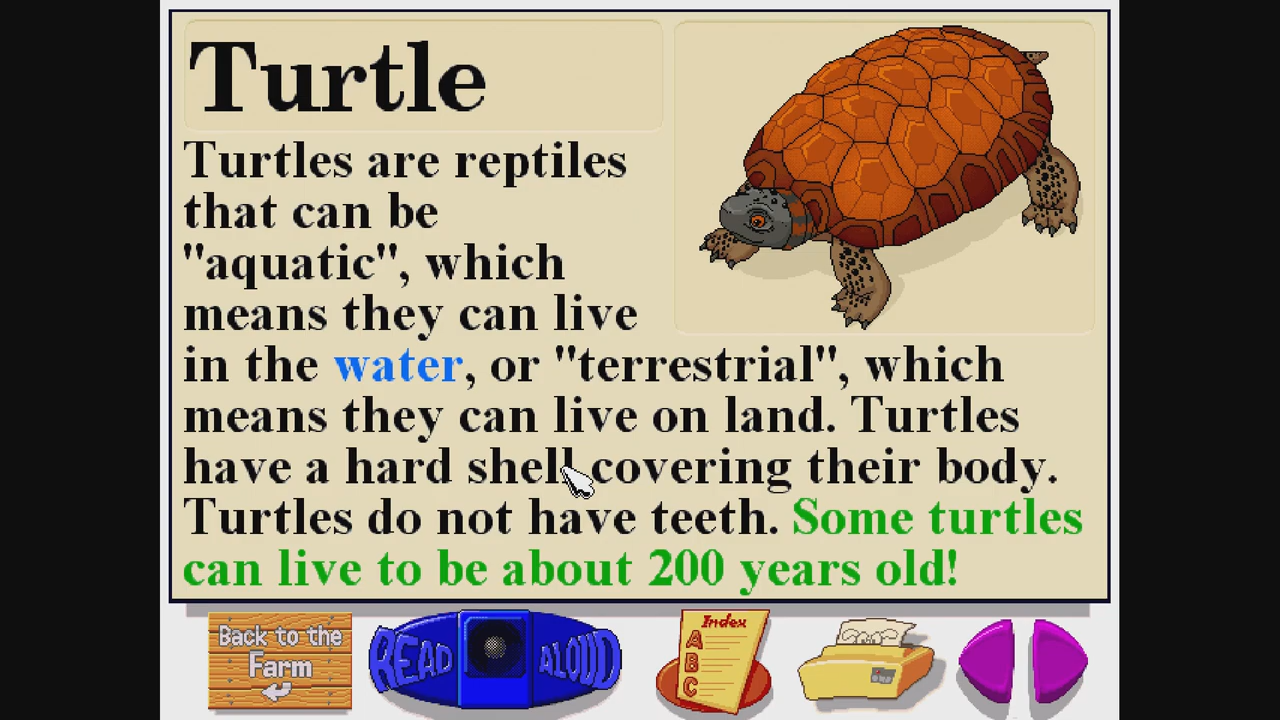 Turtle
Turtles are reptiles
that can be
"aquatic", which
means they can live
in the water, or "terrestrial", which
means they can live on land. Turtles
have a hard shell covering their body.
Turtles do not have teeth. Some turtles
can live to be about 200 years old!
Back to the
Farm
READ ALOUD
Index
A
B
C